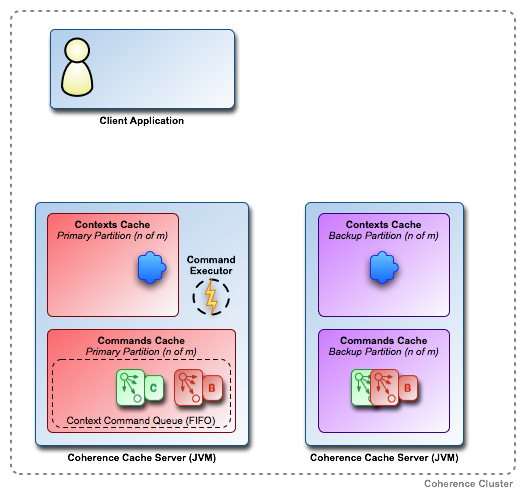 Client Application
Contexts Cache
Primary Partition (n of m)
Command
Executor
Commands Cache
Primary Partition (n of m)
C
B
Context Command Queue (FIFO)
Coherence Cache Server (JVM)
Contexts Cache
Backup Partition (n of m)
Commands Cache
Backup Partition (n of m)
B
Coherence Cache Server (JVM)
Coherence Cluster